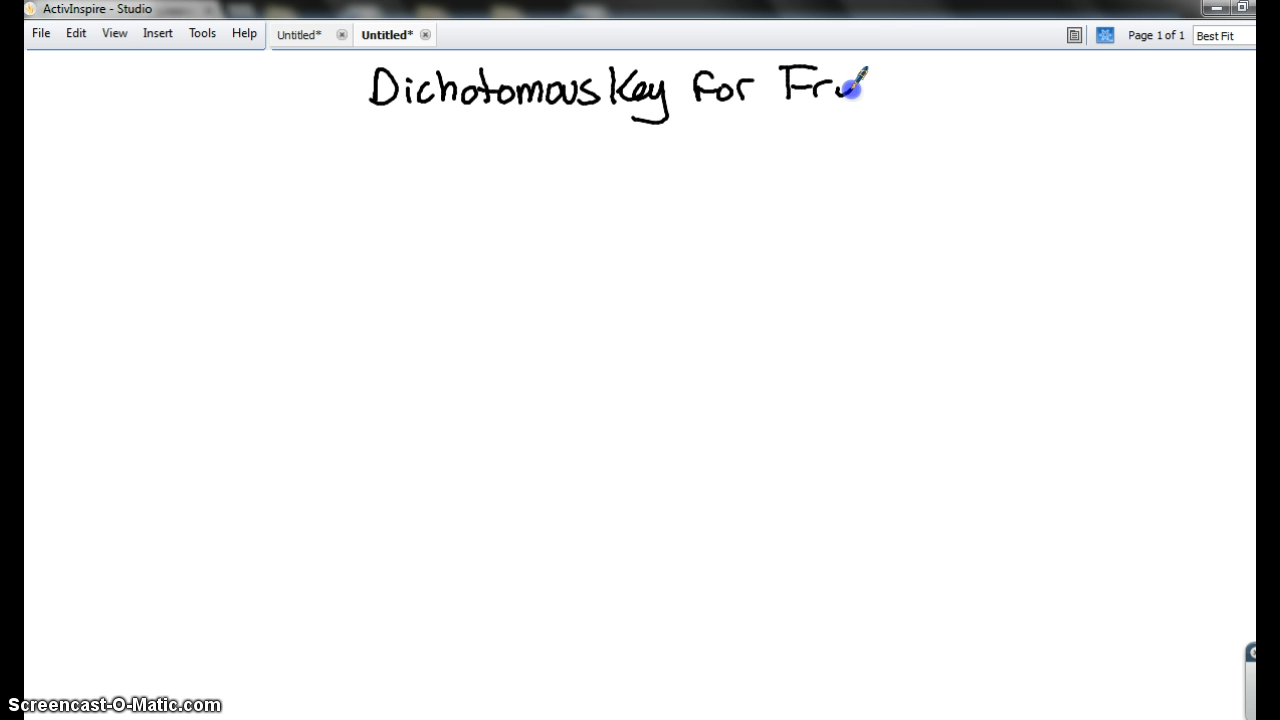 ActivInspire - Studio
File Edit View Insert Tools Help Untitled* Untitled* Page 1 of 1 Best Fit
Dichotomous Key for Fru
Screencast-O-Matic.com